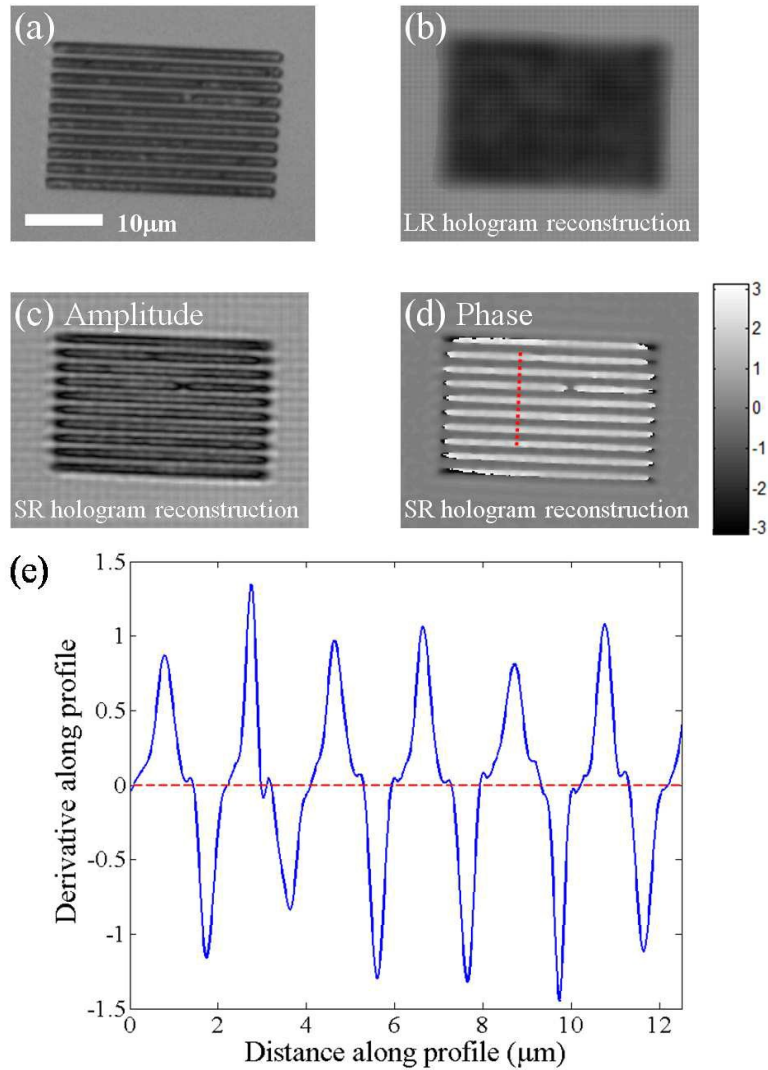 (a)
10μm
(b)
LR hologram reconstruction
(c) Amplitude
SR hologram reconstruction
(d) Phase
SR hologram reconstruction
3
2
1
0
-1
-2
-3
(e)
1.5
1
0.5
0
-0.5
-1
-1.5
Derivative along profile
0 2 4 6 8 10 12
Distance along profile (μm)